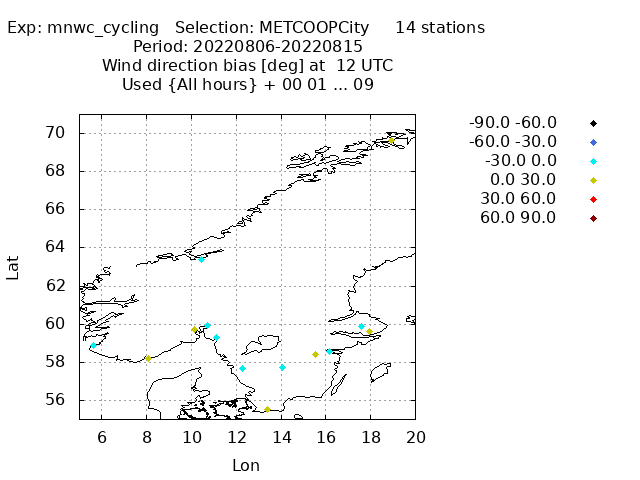 Exp: mnwc_cycling   Selection: METCOOPCity     14 stations
Period: 20220806-20220815
Wind direction bias [deg] at  12 UTC
Used {All hours} + 00 01 ... 09
-90.0 -60.0
-60.0 -30.0
-30.0 0.0
0.0 30.0
30.0 60.0
60.0 90.0
70
68
66
64
62
60
58
56
Lat
6 8 10 12 14 16 18 20
Lon